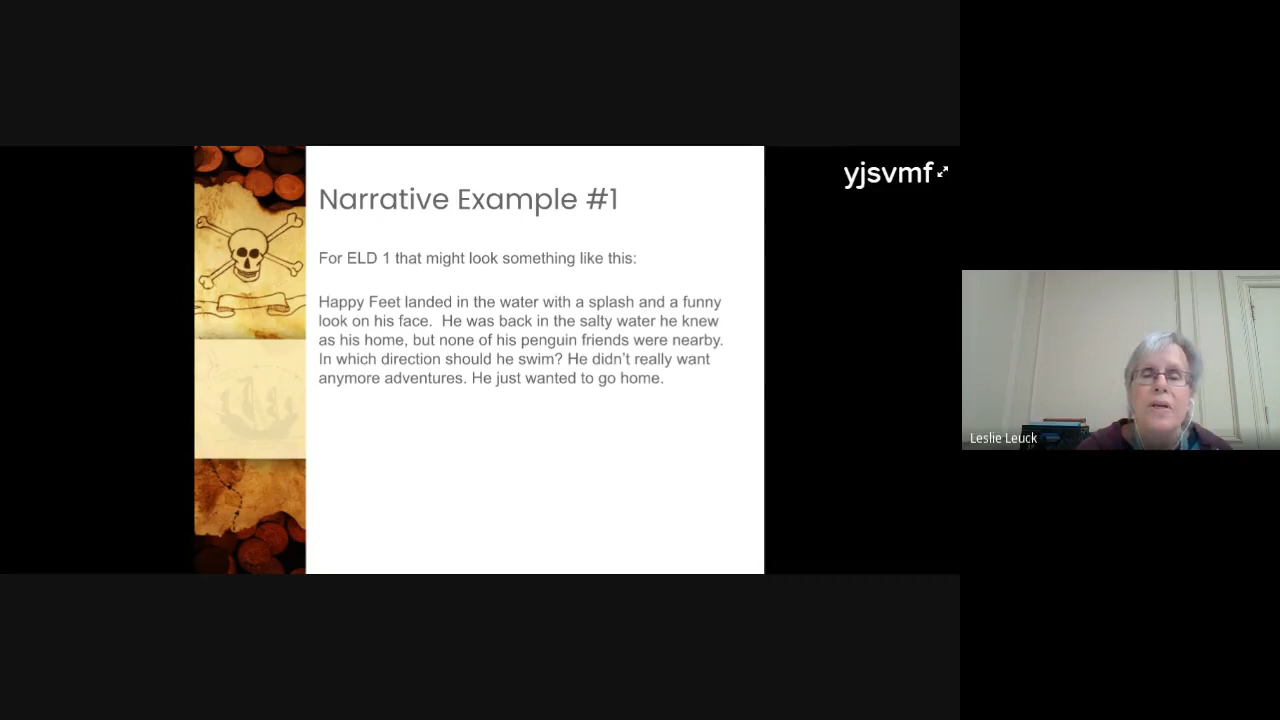 Narrative Example #1
yjsvmf
For ELD 1 that might look something like this:
Happy Feet landed in the water with a splash and a funny
look on his face.  He was back in the salty water he knew
as his home, but none of his penguin friends were nearby.
In which direction should he swim? He didn’t really want
anymore adventures. He just wanted to go home.
Leslie Leuck